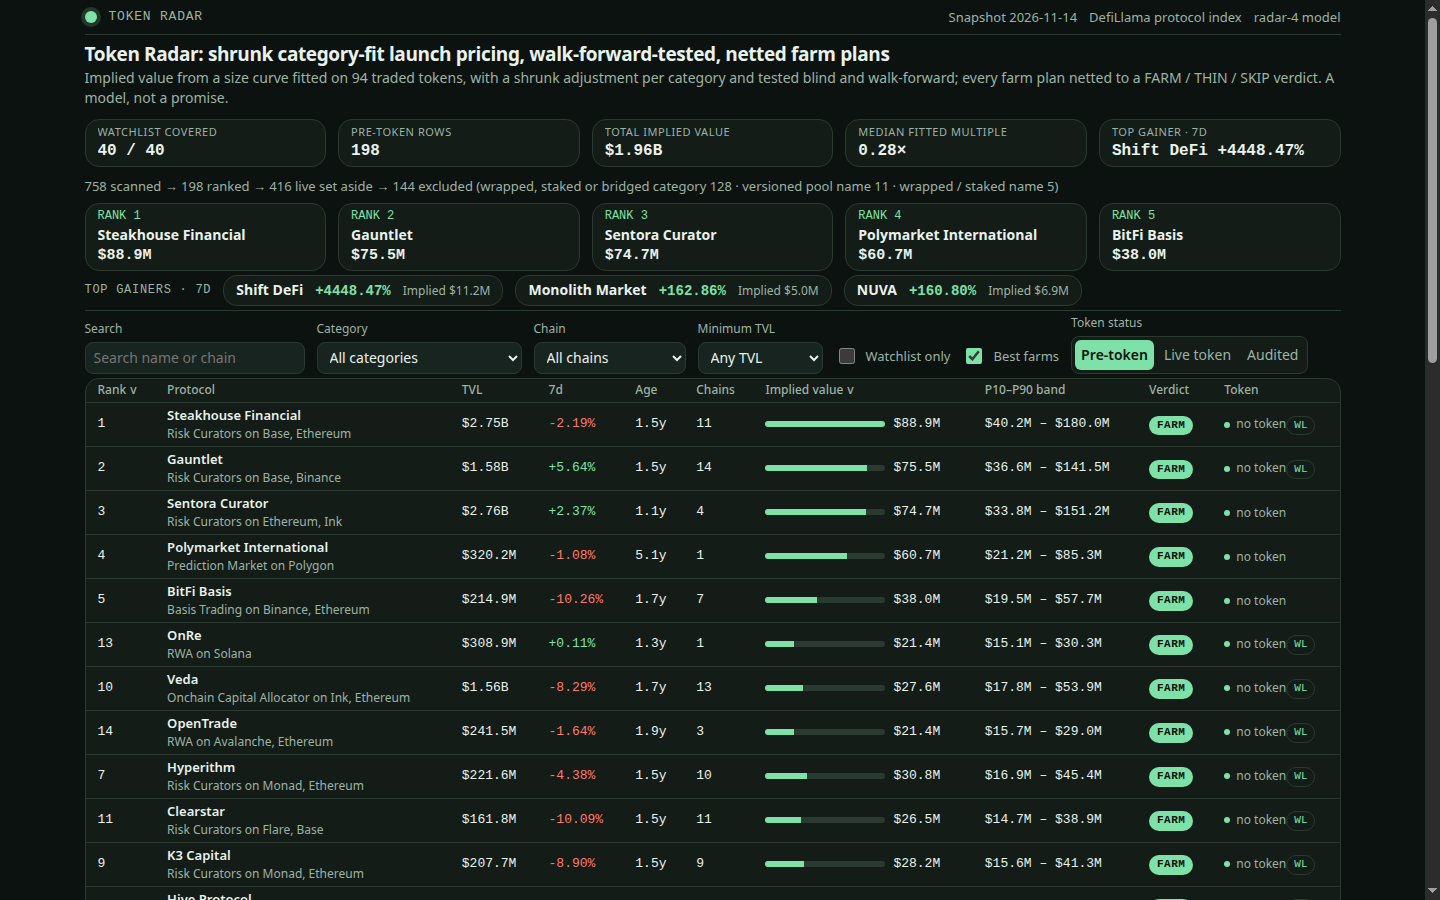 TOKEN RADAR
Snapshot 2026-11-14 DefiLlama protocol index radar-4 model
Token Radar: shrunk category-fit launch pricing, walk-forward-tested, netted farm plans
Implied value from a size curve fitted on 94 traded tokens, with a shrunk adjustment per category and tested blind and walk-forward; every farm plan netted to a FARM / THIN / SKIP verdict. A
model, not a promise.
WATCHLIST COVERED PRE-TOKEN ROWS TOTAL IMPLIED VALUE MEDIAN FITTED MULTIPLE TOP GAINER · 7D
40 / 40 198 $1.96B 0.28× Shift DeFi +4448.47%
758 scanned → 198 ranked → 416 live set aside → 144 excluded (wrapped, staked or bridged category 128 · versioned pool name 11 · wrapped / staked name 5)
RANK 1 RANK 2 RANK 3 RANK 4 RANK 5
Steakhouse Financial Gauntlet Sentora Curator Polymarket International BitFi Basis
$88.9M $75.5M $74.7M $60.7M $38.0M
TOP GAINERS · 7D Shift DeFi +4448.47% Implied $11.2M Monolith Market +162.86% Implied $5.0M NUVA +160.80% Implied $6.9M
Search Category Chain Minimum TVL Token status
Search name or chain All categories All chains Any TVL Watchlist only Best farms Pre-token Live token Audited
Rank v Protocol TVL 7d Age Chains Implied value v P10–P90 band Verdict Token
1 Steakhouse Financial $2.75B -2.19% 1.5y 11 $88.9M $40.2M – $180.0M FARM no token WL
Risk Curators on Base, Ethereum
2 Gauntlet $1.58B +5.64% 1.5y 14 $75.5M $36.6M – $141.5M FARM no token WL
Risk Curators on Base, Binance
3 Sentora Curator $2.76B +2.37% 1.1y 4 $74.7M $33.8M – $151.2M FARM no token
Risk Curators on Ethereum, Ink
4 Polymarket International $320.2M -1.08% 5.1y 1 $60.7M $21.2M – $85.3M FARM no token
Prediction Market on Polygon
5 BitFi Basis $214.9M -10.26% 1.7y 7 $38.0M $19.5M – $57.7M FARM no token
Basis Trading on Binance, Ethereum
13 OnRe $308.9M +0.11% 1.3y 1 $21.4M $15.1M – $30.3M FARM no token WL
RWA on Solana
10 Veda $1.56B -8.29% 1.7y 13 $27.6M $17.8M – $53.9M FARM no token WL
Onchain Capital Allocator on Ink, Ethereum
14 OpenTrade $241.5M -1.64% 1.9y 3 $21.4M $15.7M – $29.0M FARM no token WL
RWA on Avalanche, Ethereum
7 Hyperithm $221.6M -4.38% 1.5y 10 $30.8M $16.9M – $45.4M FARM no token WL
Risk Curators on Monad, Ethereum
11 Clearstar $161.8M -10.09% 1.5y 11 $26.5M $14.7M – $38.9M FARM no token WL
Risk Curators on Flare, Base
9 K3 Capital $207.7M -8.90% 1.5y 9 $28.2M $15.6M – $41.3M FARM no token WL
Risk Curators on Monad, Ethereum
Hive Protocol